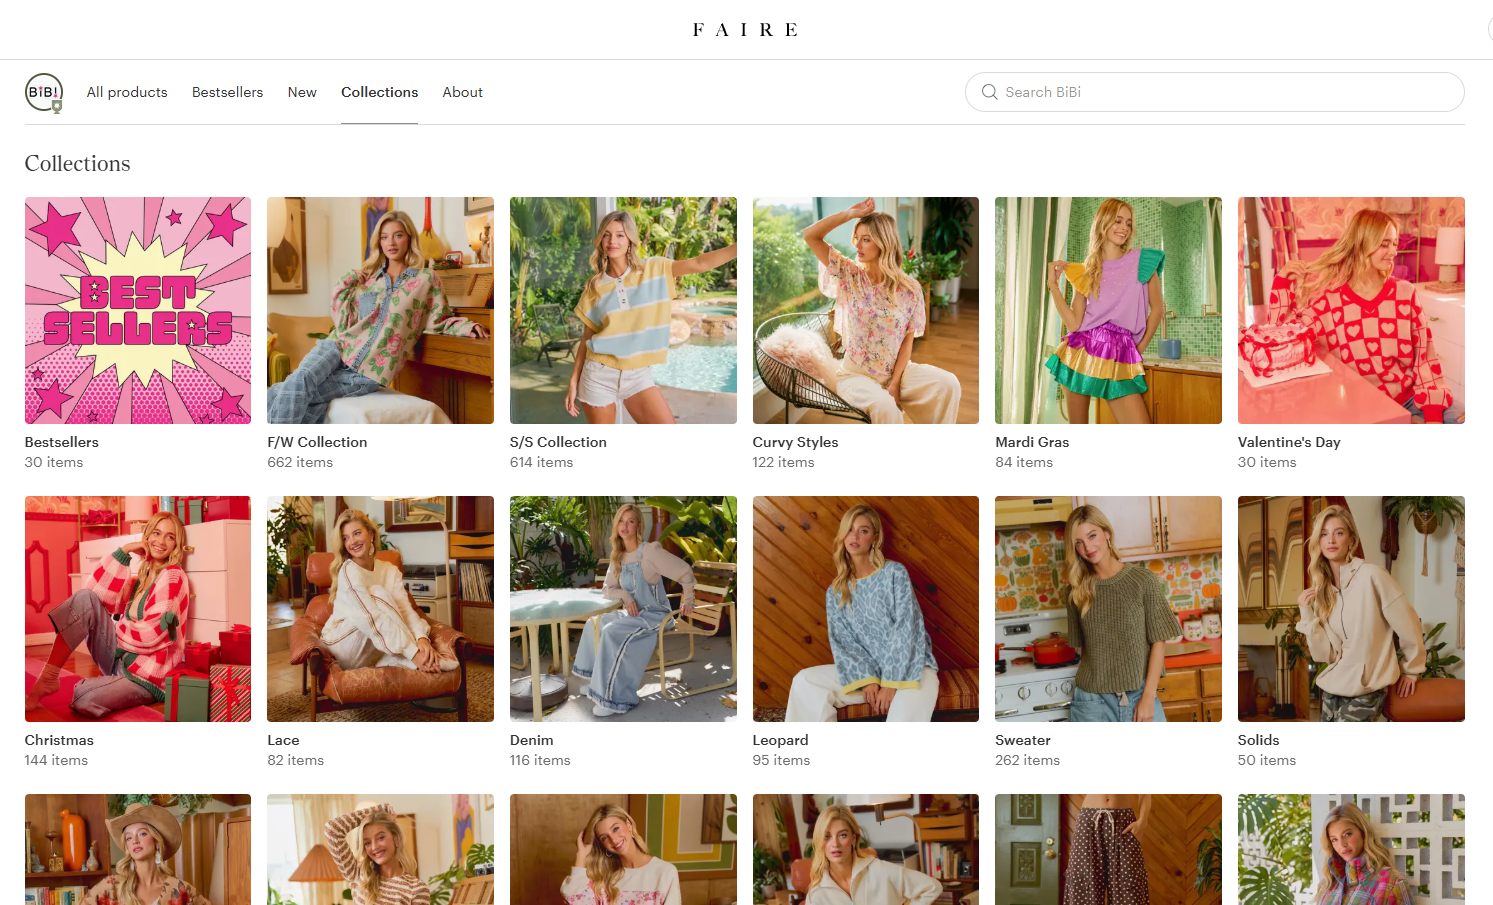 FAIRE
BiBi
All products
Bestsellers
New
Collections
About
Search BiBi
Collections
BEST
SELLERS
Bestsellers
30 items
F/W Collection
662 items
S/S Collection
614 items
Curvy Styles
122 items
Mardi Gras
84 items
Valentine's Day
30 items
Christmas
144 items
Lace
82 items
Denim
116 items
Leopard
95 items
Sweater
262 items
Solids
50 items